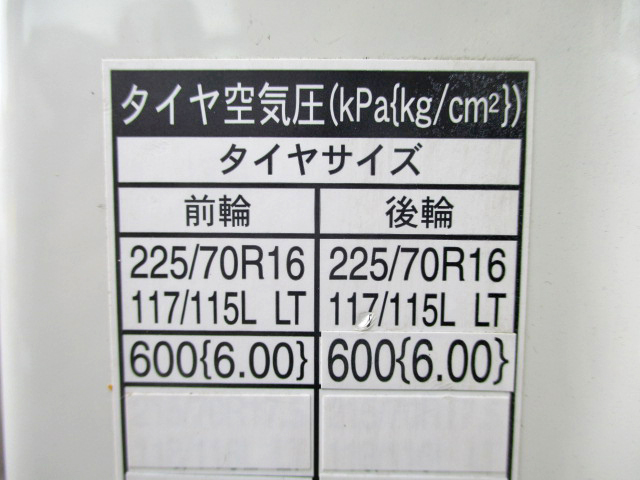 タイヤ空気圧(kPa{kg/cm²})
タイヤサイズ
前輪 後輪
225/70R16 225/70R16
117/115L LT 117/115L LT
600{6.00} 600{6.00}